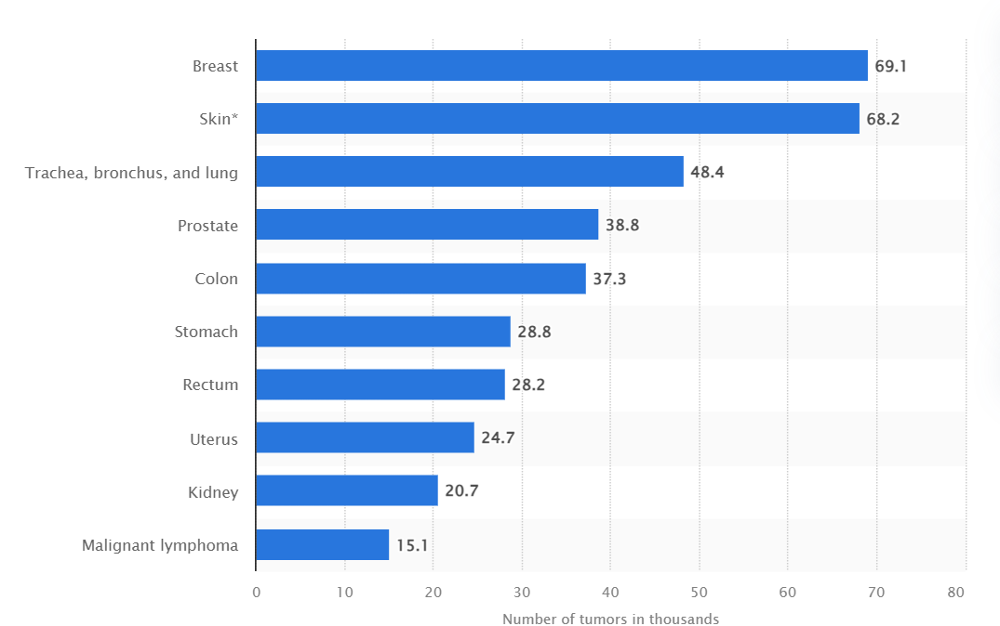 Breast 69.1
Skin* 68.2
Trachea, bronchus, and lung 48.4
Prostate 38.8
Colon 37.3
Stomach 28.8
Rectum 28.2
Uterus 24.7
Kidney 20.7
Malignant lymphoma 15.1
0 10 20 30 40 50 60 70 80
Number of tumors in thousands